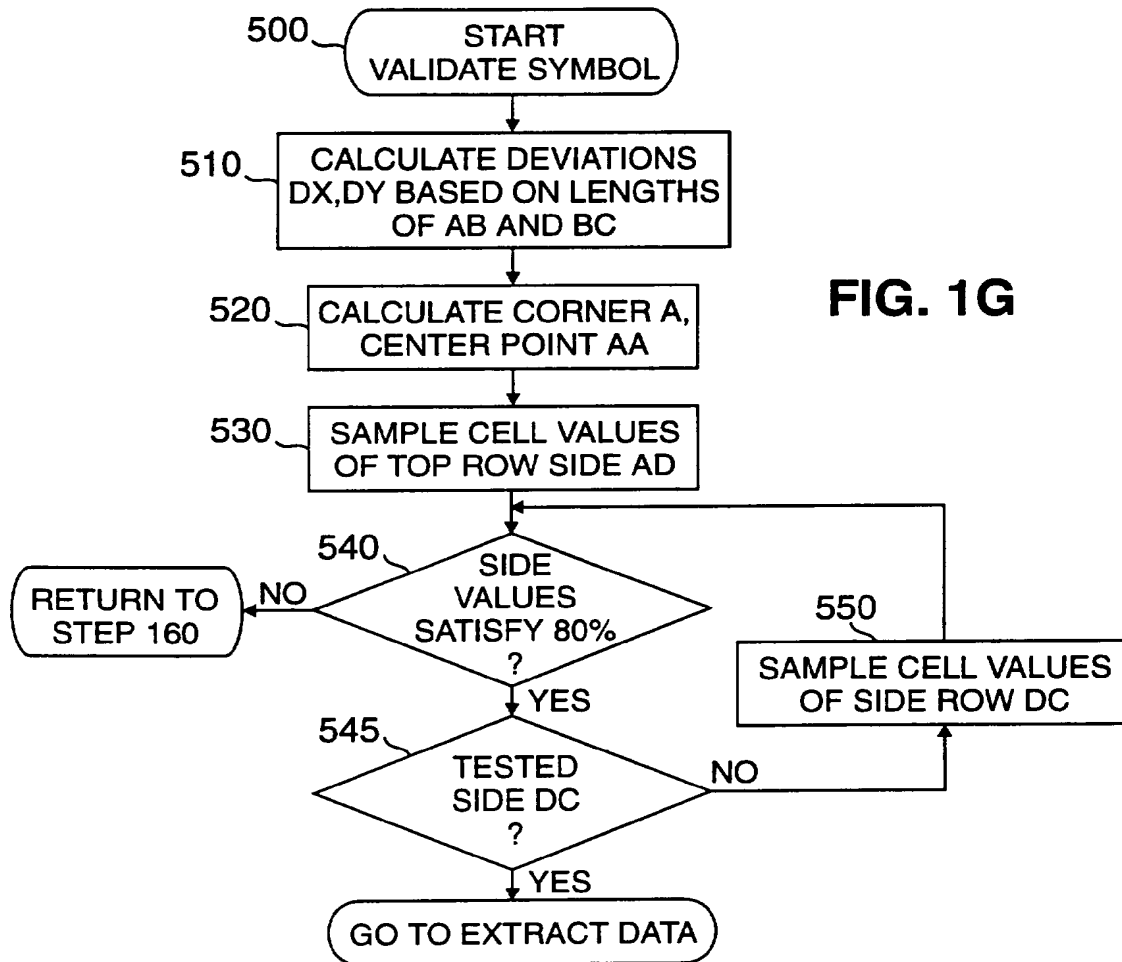 500
START
VALIDATE SYMBOL
510
CALCULATE DEVIATIONS
DX,DY BASED ON LENGTHS
OF AB AND BC
FIG. 1G
520
CALCULATE CORNER A,
CENTER POINT AA
530
SAMPLE CELL VALUES
OF TOP ROW SIDE AD
540
SIDE
VALUES
SATISFY 80%
?
NO
RETURN TO
STEP 160
YES
550
SAMPLE CELL VALUES
OF SIDE ROW DC
545
TESTED
SIDE DC
?
NO
YES
GO TO EXTRACT DATA